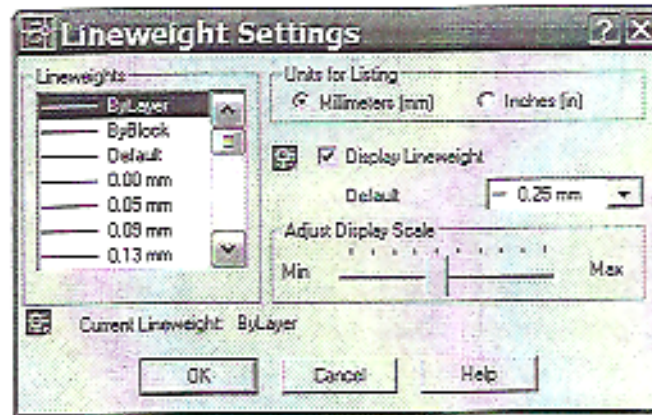 Lineweight Settings
Lineweights
ByLayer
ByBlock
Default
0.00 mm
0.05 mm
0.09 mm
0.13 mm
Units for Listing
Millimeters (mm)
Inches (in)
Display Lineweight
Default
0.25 mm
Adjust Display Scale
Min
Max
Current Lineweight: ByLayer
OK
Cancel
Help